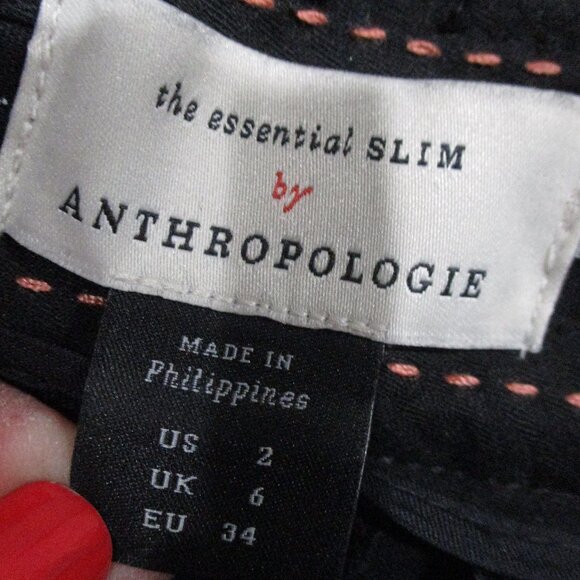 the essential SLIM
by
ANTHROPOLOGIE
MADE IN
Philippines
US 2
UK 6
EU 34